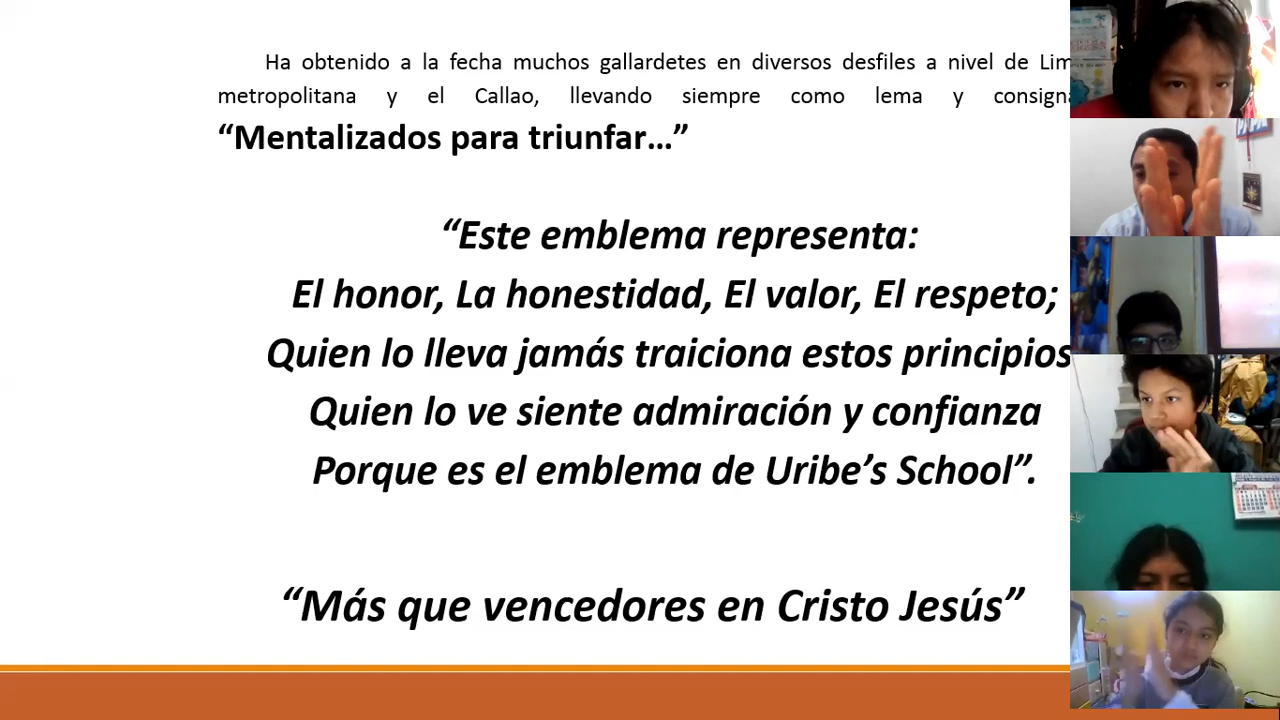 Ha obtenido a la fecha muchos gallardetes en diversos desfiles a nivel de Lim
metropolitana y el Callao, llevando siempre como lema y consigna
“Mentalizados para triunfar…”
“Este emblema representa:
El honor, La honestidad, El valor, El respeto;
Quien lo lleva jamás traiciona estos principios
Quien lo ve siente admiración y confianza
Porque es el emblema de Uribe’s School”.
“Más que vencedores en Cristo Jesús”